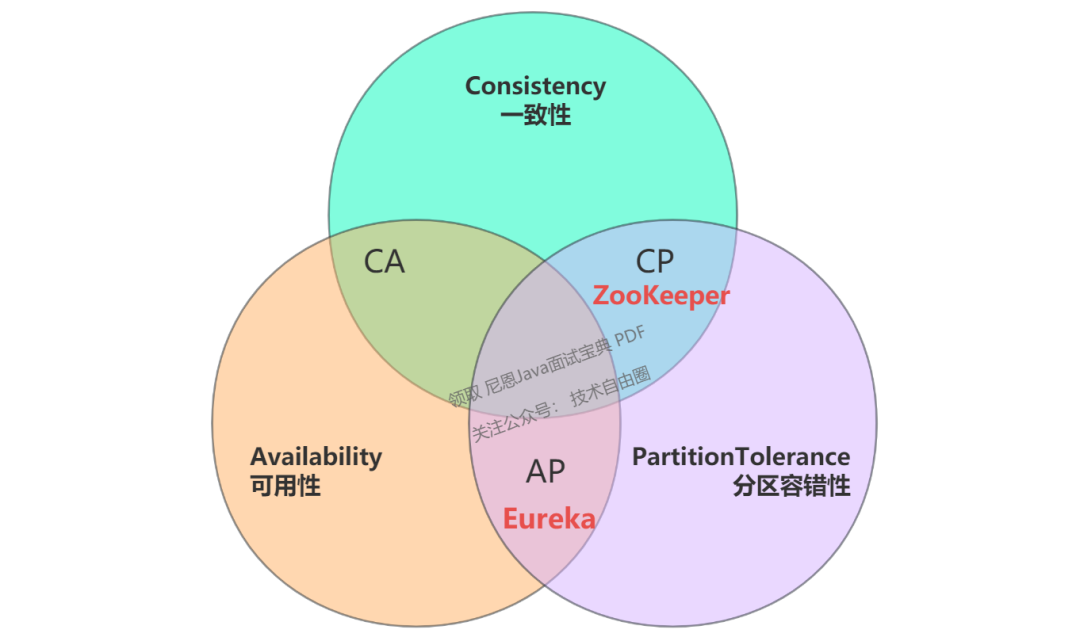 Consistency
一致性
CA
CP
ZooKeeper
领取 尼恩Java面试宝典 PDF
关注公众号： 技术自由圈
Availability
可用性
PartitionTolerance
分区容错性
AP
Eureka